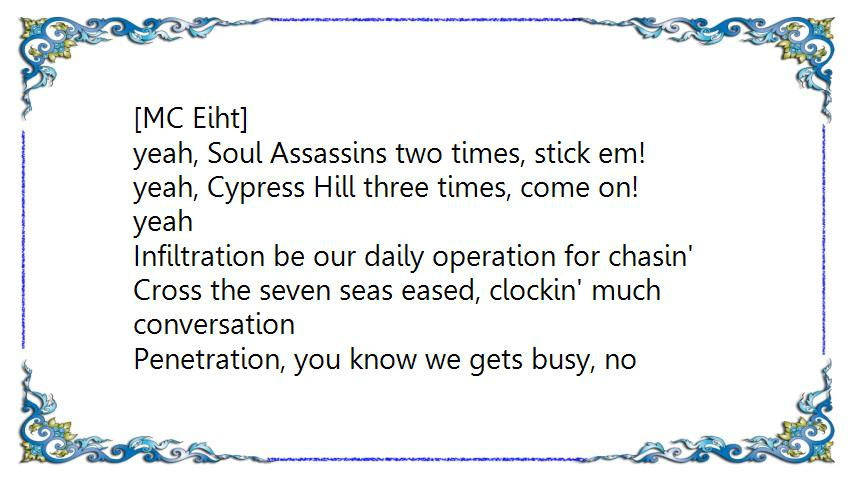 [MC Eiht]
yeah, Soul Assassins two times, stick em!
yeah, Cypress Hill three times, come on!
yeah
Infiltration be our daily operation for chasin'
Cross the seven seas eased, clockin' much
conversation
Penetration, you know we gets busy, no